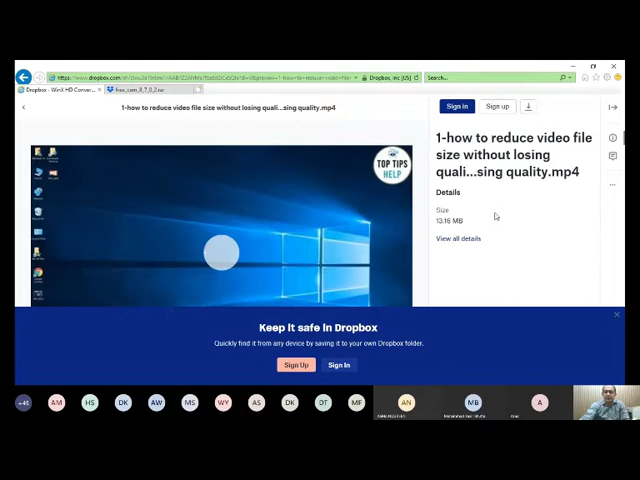 Dropbox, Inc [US]
Search...
Dropbox - WinX HD Conver...
free_cam_8_7_0_2.rar
1-how to reduce video file size without losing quali...sing quality.mp4
Sign in
Sign up
TOP TIPS
HELP
1-how to reduce video file
size without losing
quali...sing quality.mp4
Details
Size
13.16 MB
View all details
Keep it safe in Dropbox
Quickly find it from any device by saving it to your own Dropbox folder.
Sign Up
Sign In
+45
AM
HS
DK
AW
MS
WY
AS
DK
DT
MF
AN
MB
A